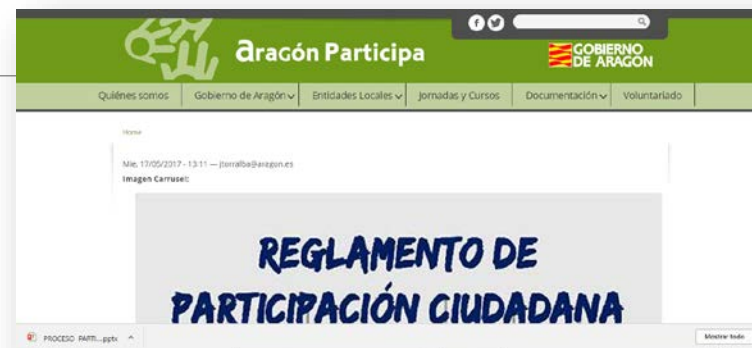 aragón Participa
GOBIERNO
DE ARAGON
Quiénes somos
Gobierno de Aragón
Entidades Locales
Jornadas y Cursos
Documentación
Voluntariado
Home
Mie, 17/05/2017 - 13:11 — jtorralba@aragon.es
Imagen Carrusel:
REGLAMENTO DE
PARTICIPACIÓN CIUDADANA
PROCESO PARTI....pptx
Mostrar todo